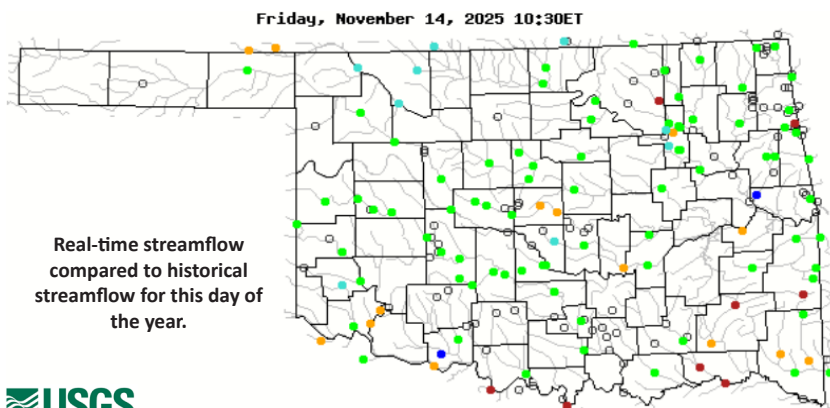 Friday, November 14, 2025 10:30ET
Real-time streamflow
compared to historical
streamflow for this day of
the year.
USGS